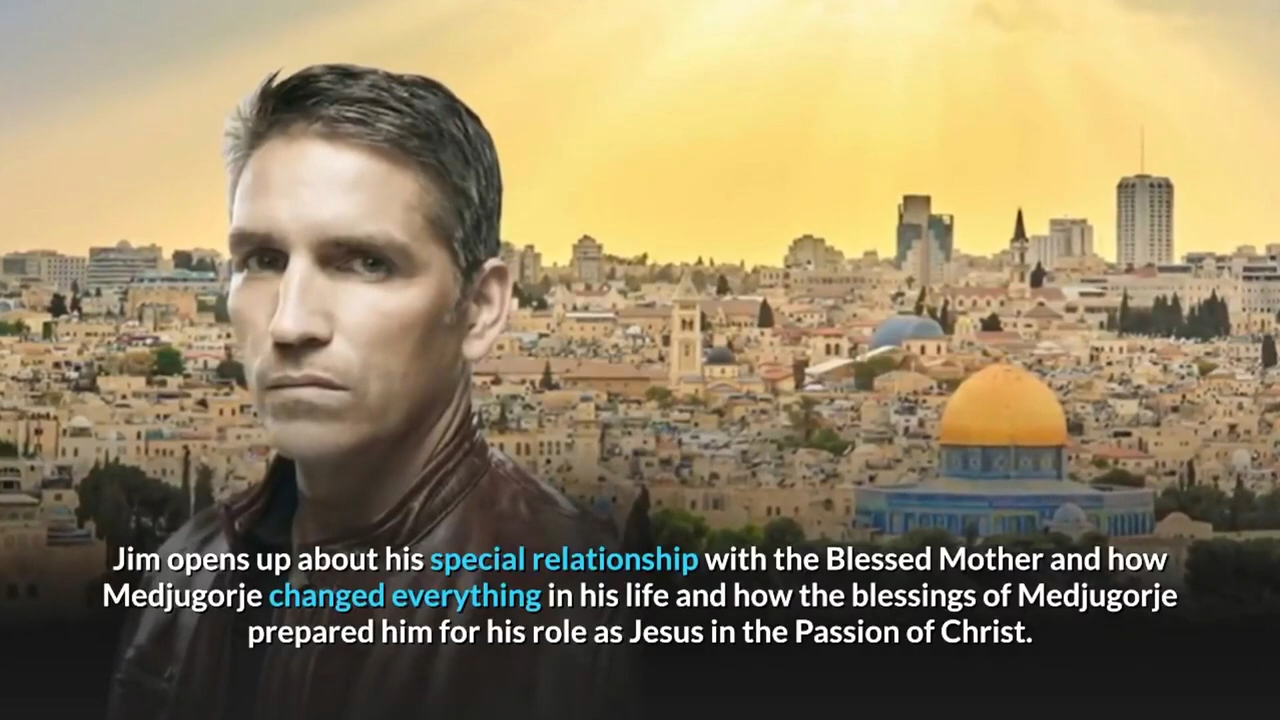 Jim opens up about his special relationship with the Blessed Mother and how
Medjugorje changed everything in his life and how the blessings of Medjugorje
prepared him for his role as Jesus in the Passion of Christ.